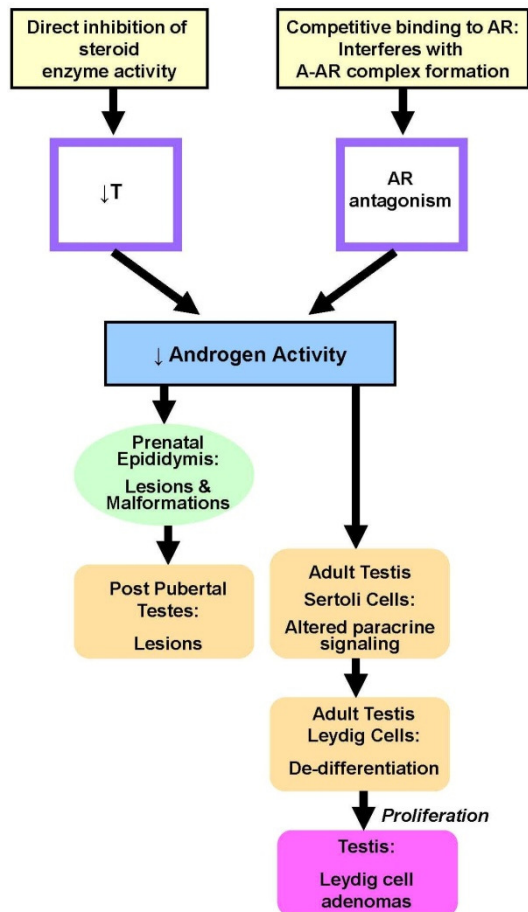 Direct inhibition of
steroid
enzyme activity
Competitive binding to AR:
Interferes with
A-AR complex formation
↓T
AR
antagonism
↓ Androgen Activity
Prenatal
Epididymis:
Lesions &
Malformations
Post Pubertal
Testes:
Lesions
Adult Testis
Sertoli Cells:
Altered paracrine
signaling
Adult Testis
Leydig Cells:
De-differentiation
Proliferation
Testis:
Leydig cell
adenomas